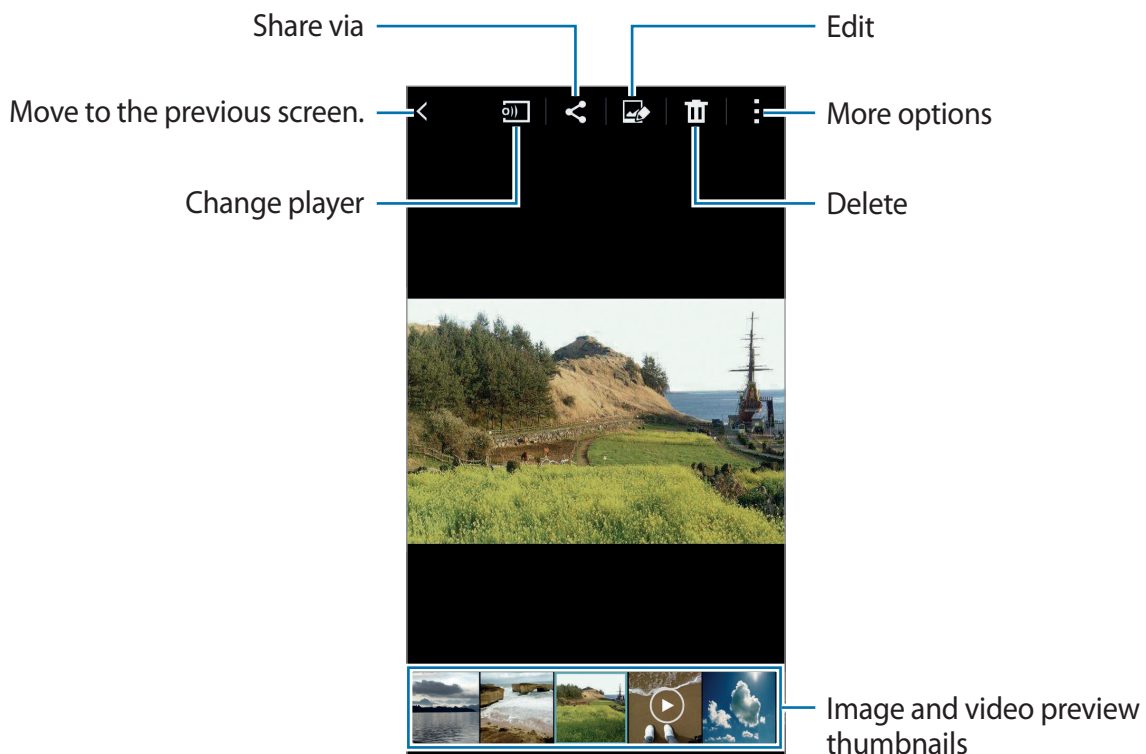 Share via
Edit
Move to the previous screen.
More options
Change player
Delete
Image and video preview
thumbnails